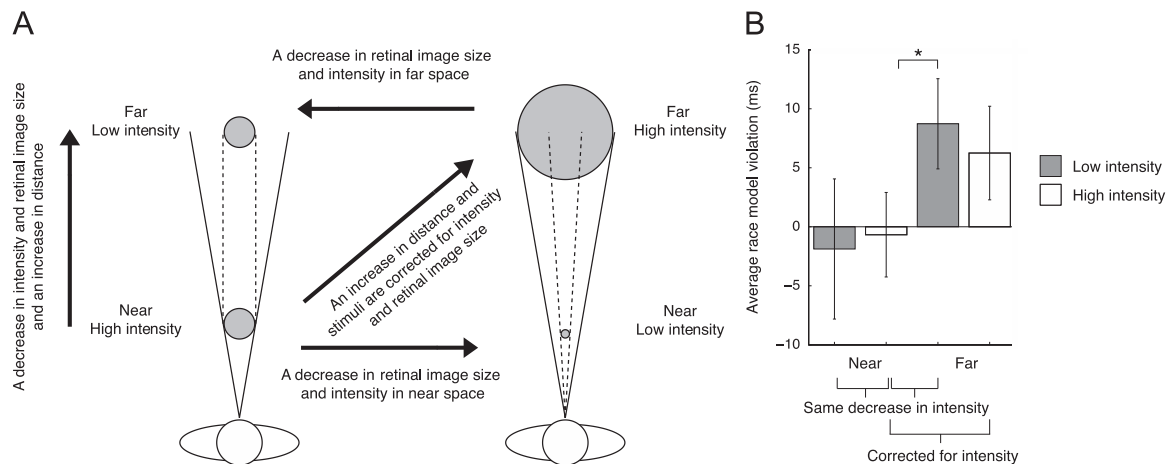 A
A decrease in intensity and retinal image size
and an increase in distance
Far
Low intensity
Near
High intensity
A decrease in retinal image size
and intensity in far space
An increase in distance and
stimuli are corrected for intensity
and retinal image size
A decrease in retinal image size
and intensity in near space
Far
High intensity
Near
Low intensity
B
Average race model violation (ms)
15
10
5
0
−5
−10
*
Near
Far
Same decrease in intensity
Corrected for intensity
Low intensity
High intensity